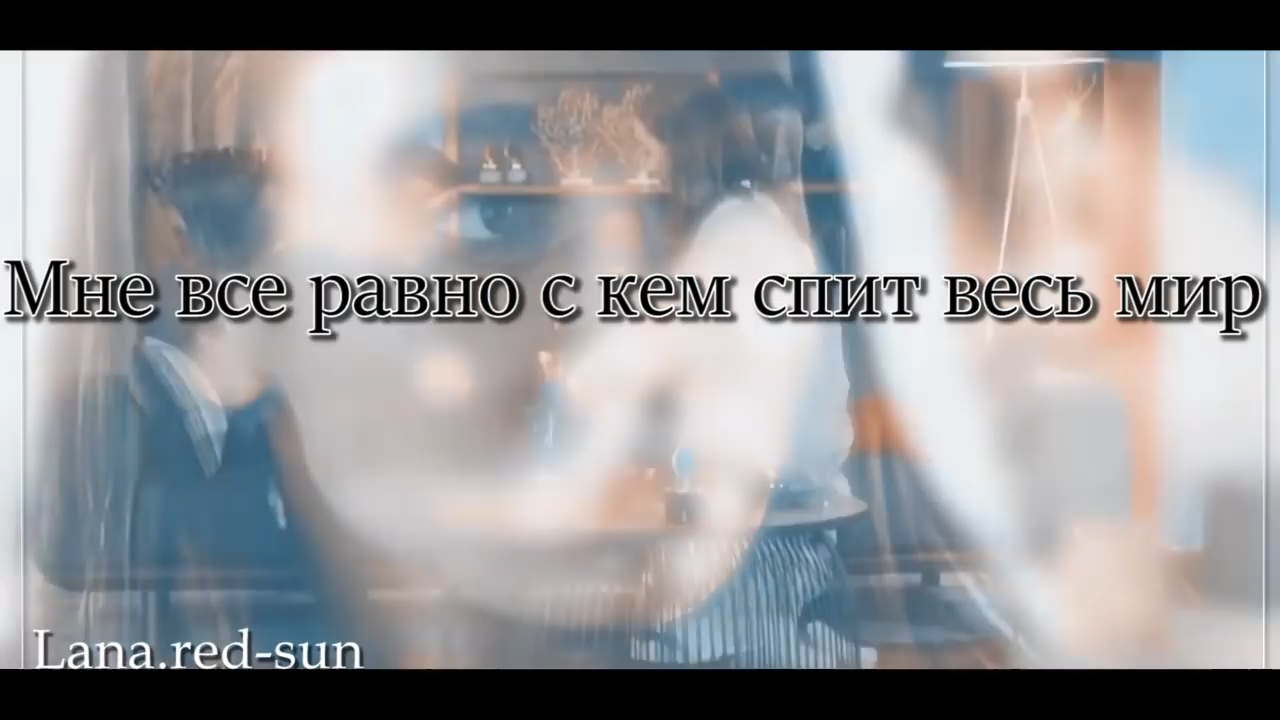 Мне все равно с кем спит весь мир
Lana.red-sun